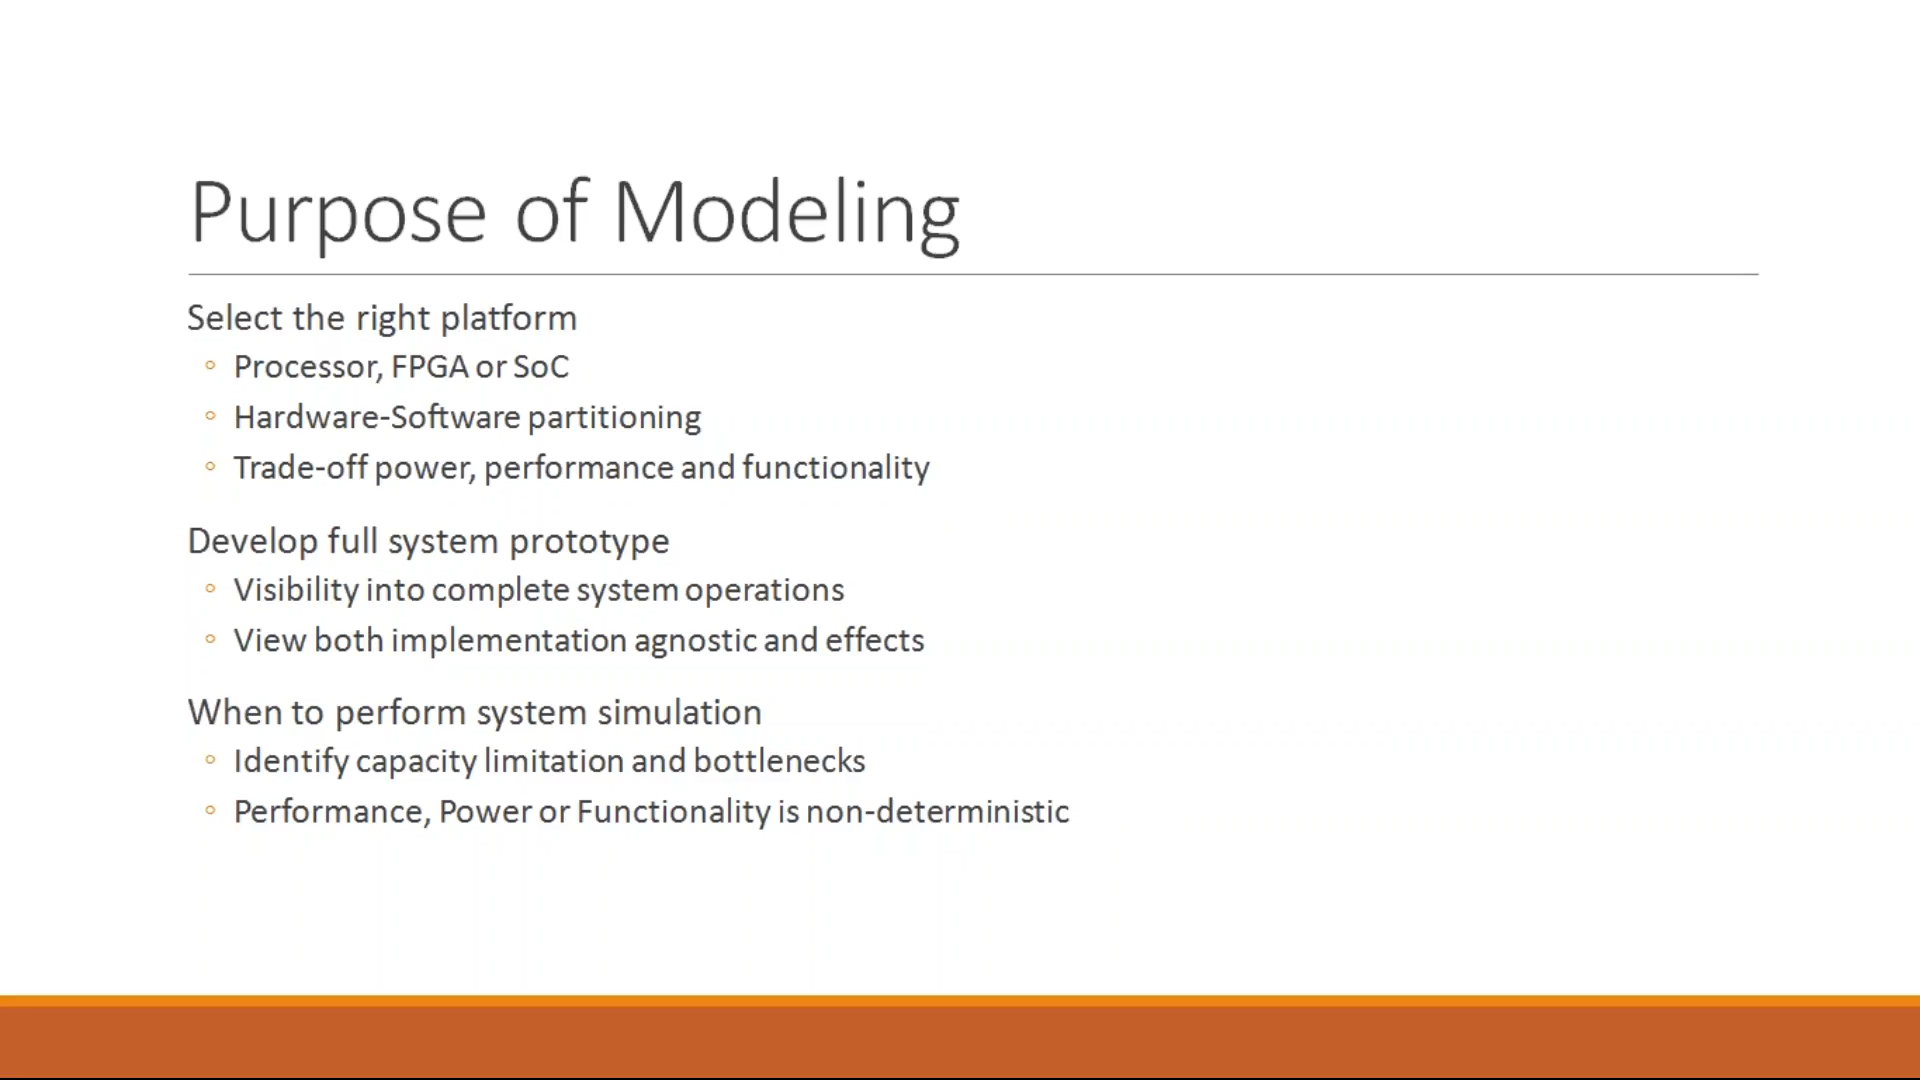 Purpose of Modeling
Select the right platform
◦ Processor, FPGA or SoC
◦ Hardware-Software partitioning
◦ Trade-off power, performance and functionality
Develop full system prototype
◦ Visibility into complete system operations
◦ View both implementation agnostic and effects
When to perform system simulation
◦ Identify capacity limitation and bottlenecks
◦ Performance, Power or Functionality is non-deterministic